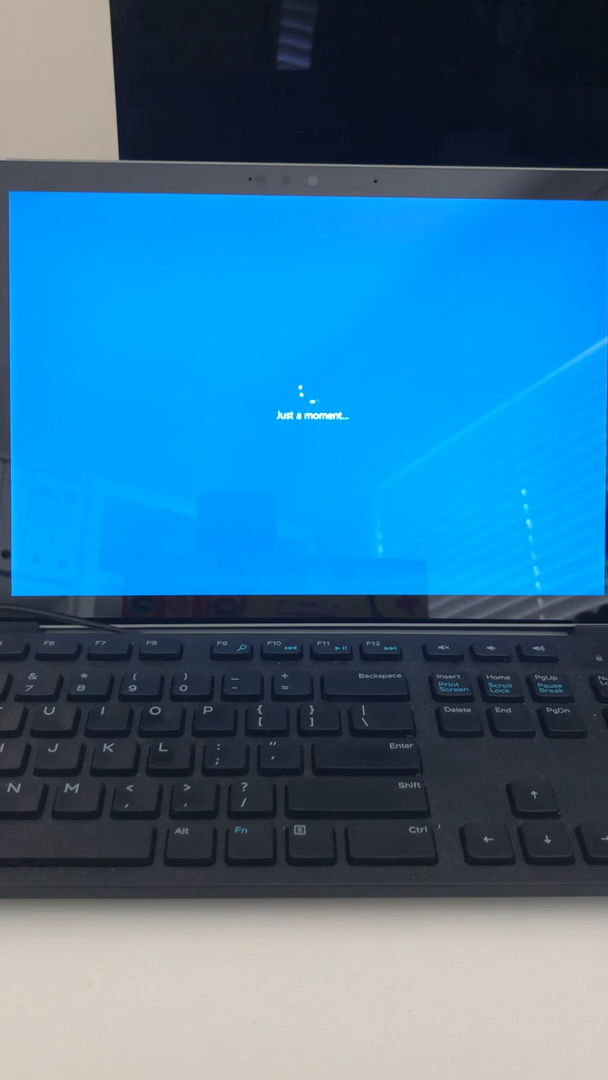 Just a moment...
F6 F7 F8 F9 F10 F11 F12
& * ( ) _ + Backspace Insert Home PgUp
7 8 9 0 - = Print Screen Scroll Lock Pause Break
U I O P { } | Delete End PgDn
[ ] \
J K L : " Enter
; '
N M < > ? Shift
, . /
Alt Fn Ctrl